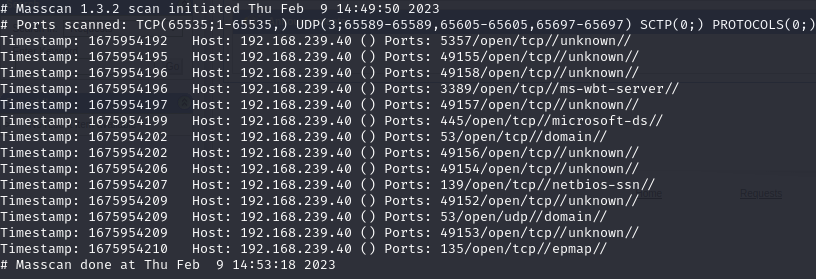 # Masscan 1.3.2 scan initiated Thu Feb  9 14:49:50 2023
# Ports scanned: TCP(65535;1-65535,) UDP(3;65589-65589,65605-65605,65697-65697) SCTP(0;) PROTOCOLS(0;)
Timestamp: 1675954192   Host: 192.168.239.40 () Ports: 5357/open/tcp//unknown//
Timestamp: 1675954195   Host: 192.168.239.40 () Ports: 49155/open/tcp//unknown//
Timestamp: 1675954196   Host: 192.168.239.40 () Ports: 49158/open/tcp//unknown//
Timestamp: 1675954196   Host: 192.168.239.40 () Ports: 3389/open/tcp//ms-wbt-server//
Timestamp: 1675954197   Host: 192.168.239.40 () Ports: 49157/open/tcp//unknown//
Timestamp: 1675954199   Host: 192.168.239.40 () Ports: 445/open/tcp//microsoft-ds//
Timestamp: 1675954202   Host: 192.168.239.40 () Ports: 53/open/tcp//domain//
Timestamp: 1675954202   Host: 192.168.239.40 () Ports: 49156/open/tcp//unknown//
Timestamp: 1675954206   Host: 192.168.239.40 () Ports: 49154/open/tcp//unknown//
Timestamp: 1675954207   Host: 192.168.239.40 () Ports: 139/open/tcp//netbios-ssn//
Timestamp: 1675954209   Host: 192.168.239.40 () Ports: 49152/open/tcp//unknown//
Timestamp: 1675954209   Host: 192.168.239.40 () Ports: 53/open/udp//domain//
Timestamp: 1675954209   Host: 192.168.239.40 () Ports: 49153/open/tcp//unknown//
Timestamp: 1675954210   Host: 192.168.239.40 () Ports: 135/open/tcp//epmap//
# Masscan done at Thu Feb  9 14:53:18 2023
Requests